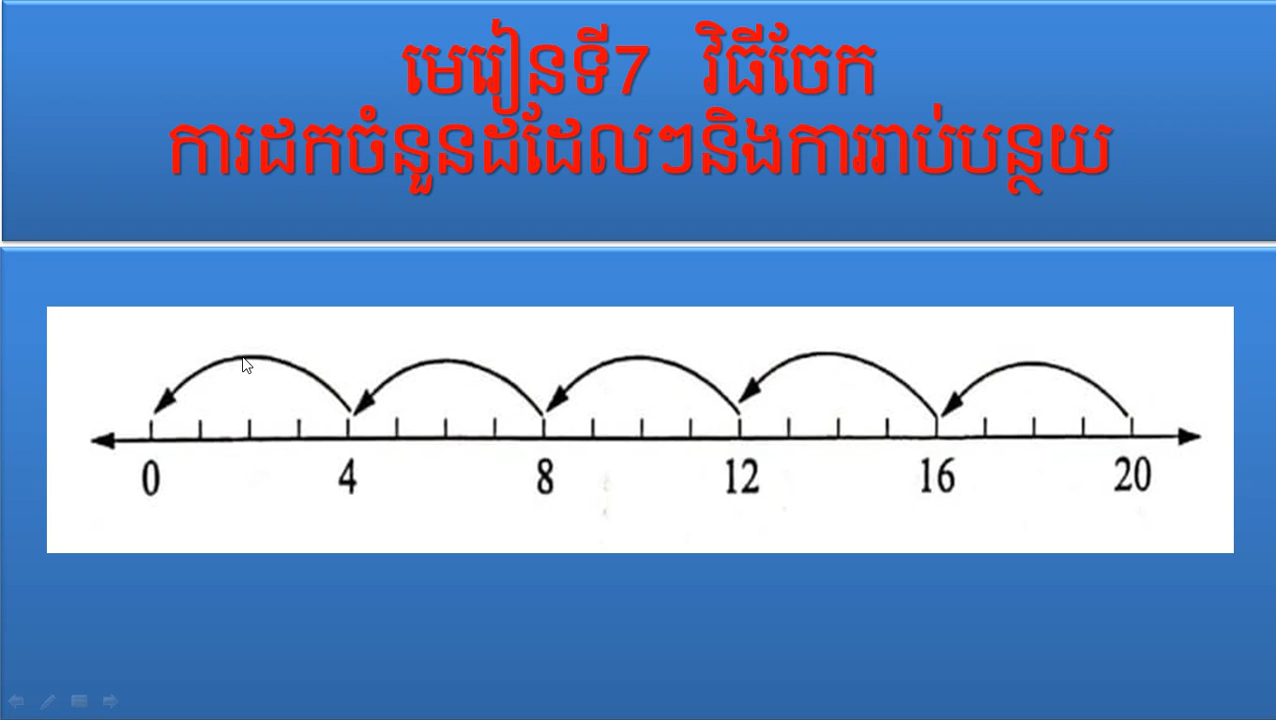 មេរៀនទី7 វិធីចែក
ការដកចំនួនដដែលៗនិងការរាប់បន្ថយ
0 4 8 12 16 20